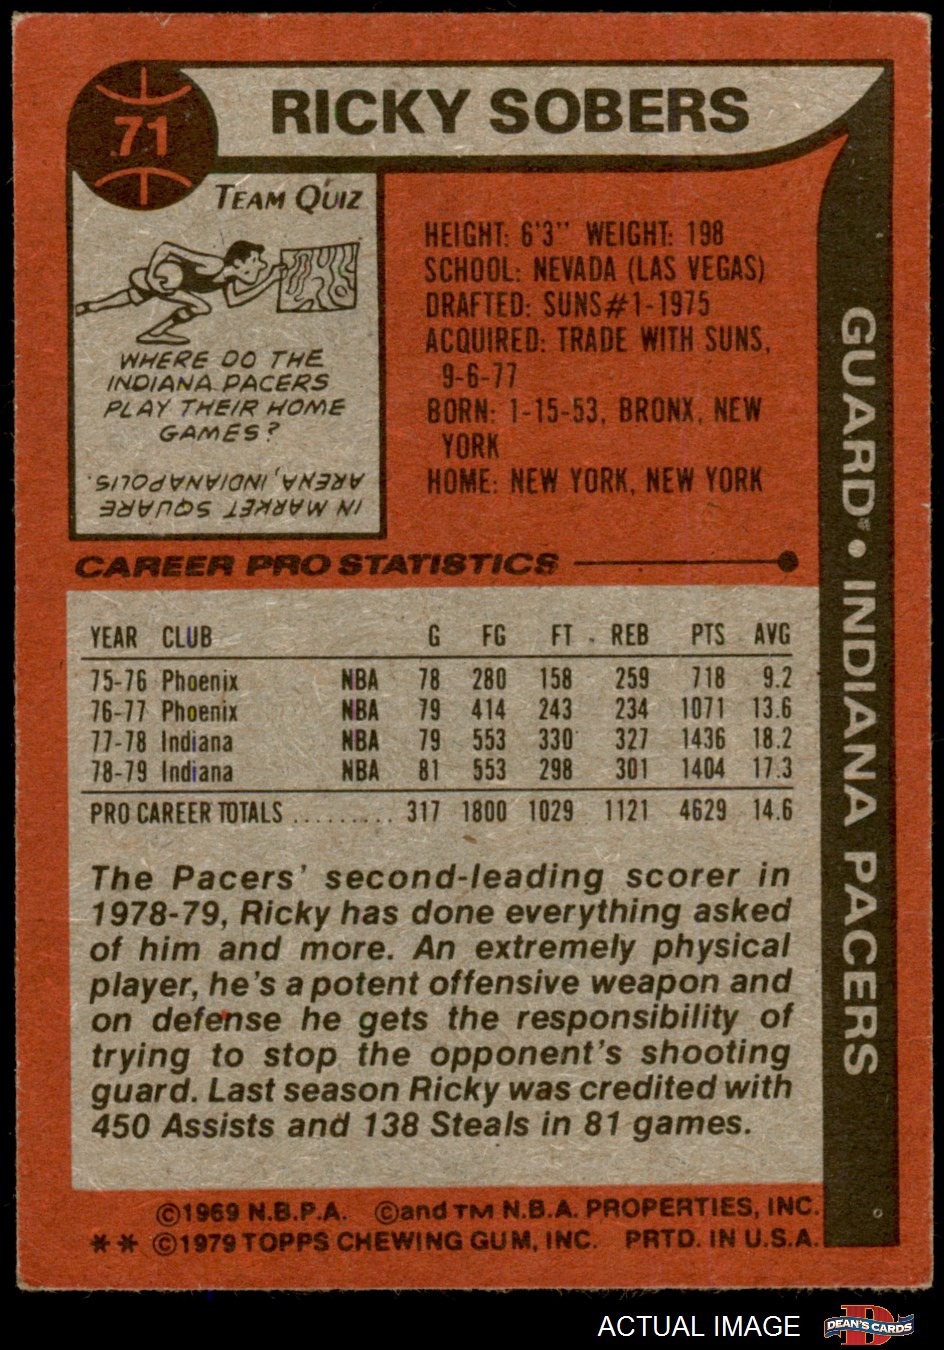 71
RICKY SOBERS
TEAM QUIZ
WHERE DO THE
INDIANA PACERS
PLAY THEIR HOME
GAMES?
IN MARKET SQUARE
ARENA, INDIANAPOLIS.
HEIGHT: 6'3" WEIGHT: 198
SCHOOL: NEVADA (LAS VEGAS)
DRAFTED: SUNS#1-1975
ACQUIRED: TRADE WITH SUNS,
9-6-77
BORN: 1-15-53, BRONX, NEW
YORK
HOME: NEW YORK, NEW YORK
GUARD • INDIANA PACERS
CAREER PRO STATISTICS
YEAR CLUB G FG FT REB PTS AVG
75-76 Phoenix NBA 78 280 158 259 718 9.2
76-77 Phoenix NBA 79 414 243 234 1071 13.6
77-78 Indiana NBA 79 553 330 327 1436 18.2
78-79 Indiana NBA 81 553 298 301 1404 17.3
PRO CAREER TOTALS .......... 317 1800 1029 1121 4629 14.6
The Pacers' second-leading scorer in
1978-79, Ricky has done everything asked
of him and more. An extremely physical
player, he's a potent offensive weapon and
on defense he gets the responsibility of
trying to stop the opponent's shooting
guard. Last season Ricky was credited with
450 Assists and 138 Steals in 81 games.
©1969 N.B.P.A. ©and TM N.B.A. PROPERTIES, INC.
** ©1979 TOPPS CHEWING GUM, INC. PRTD. IN U.S.A.
ACTUAL IMAGE
DEAN'S CARDS